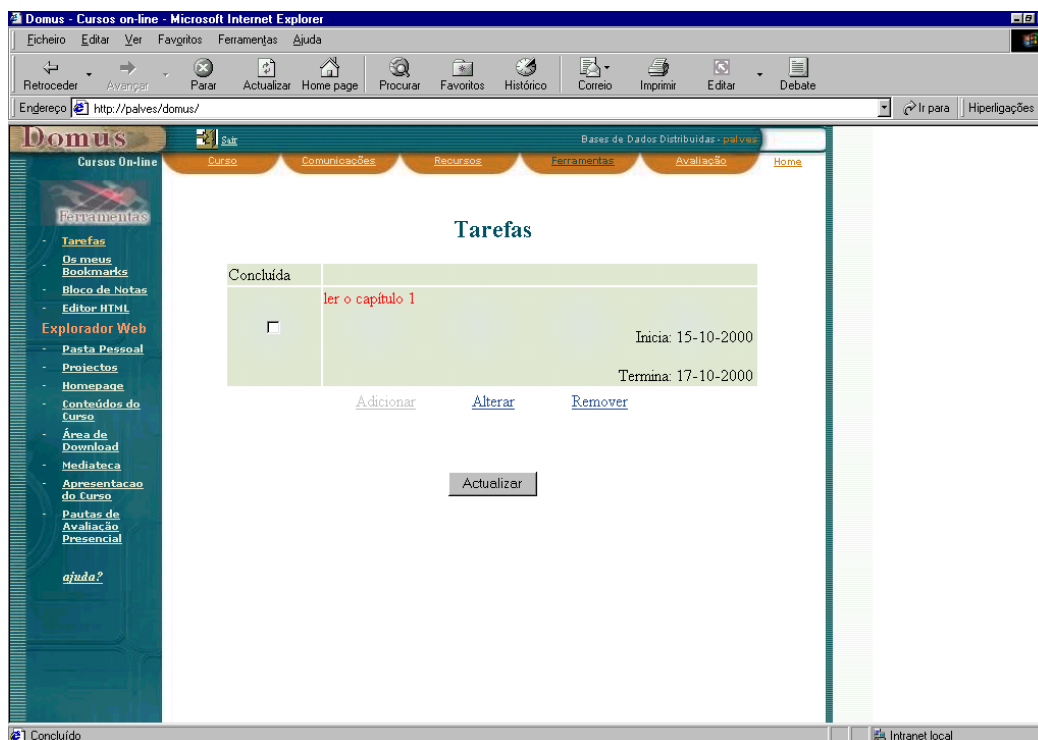 Domus - Cursos on-line - Microsoft Internet Explorer
Ficheiro Editar Ver Favoritos Ferramentas Ajuda
Retroceder Avançar Parar Actualizar Home page Procurar Favoritos Histórico Correio Imprimir Editar Debate
Endereço http://palves/domus/ Ir para Hiperligações
Domus Sair Bases de Dados Distribuidas - palves
Cursos On-line Curso Comunicações Recursos Ferramentas Avaliação Home
Ferramentas
Tarefas
- Tarefas
- Os meus
Bookmarks
- Bloco de Notas
- Editor HTML
Explorador Web
- Pasta Pessoal
- Projectos
- Homepage
- Conteúdos do
Curso
- Área de
Download
- Mediateca
- Apresentacao
do Curso
- Pautas de
Avaliação
Presencial
ajuda?
Concluída
ler o capítulo 1
Inicia: 15-10-2000
Termina: 17-10-2000
Adicionar Alterar Remover
Actualizar
Concluído Intranet local